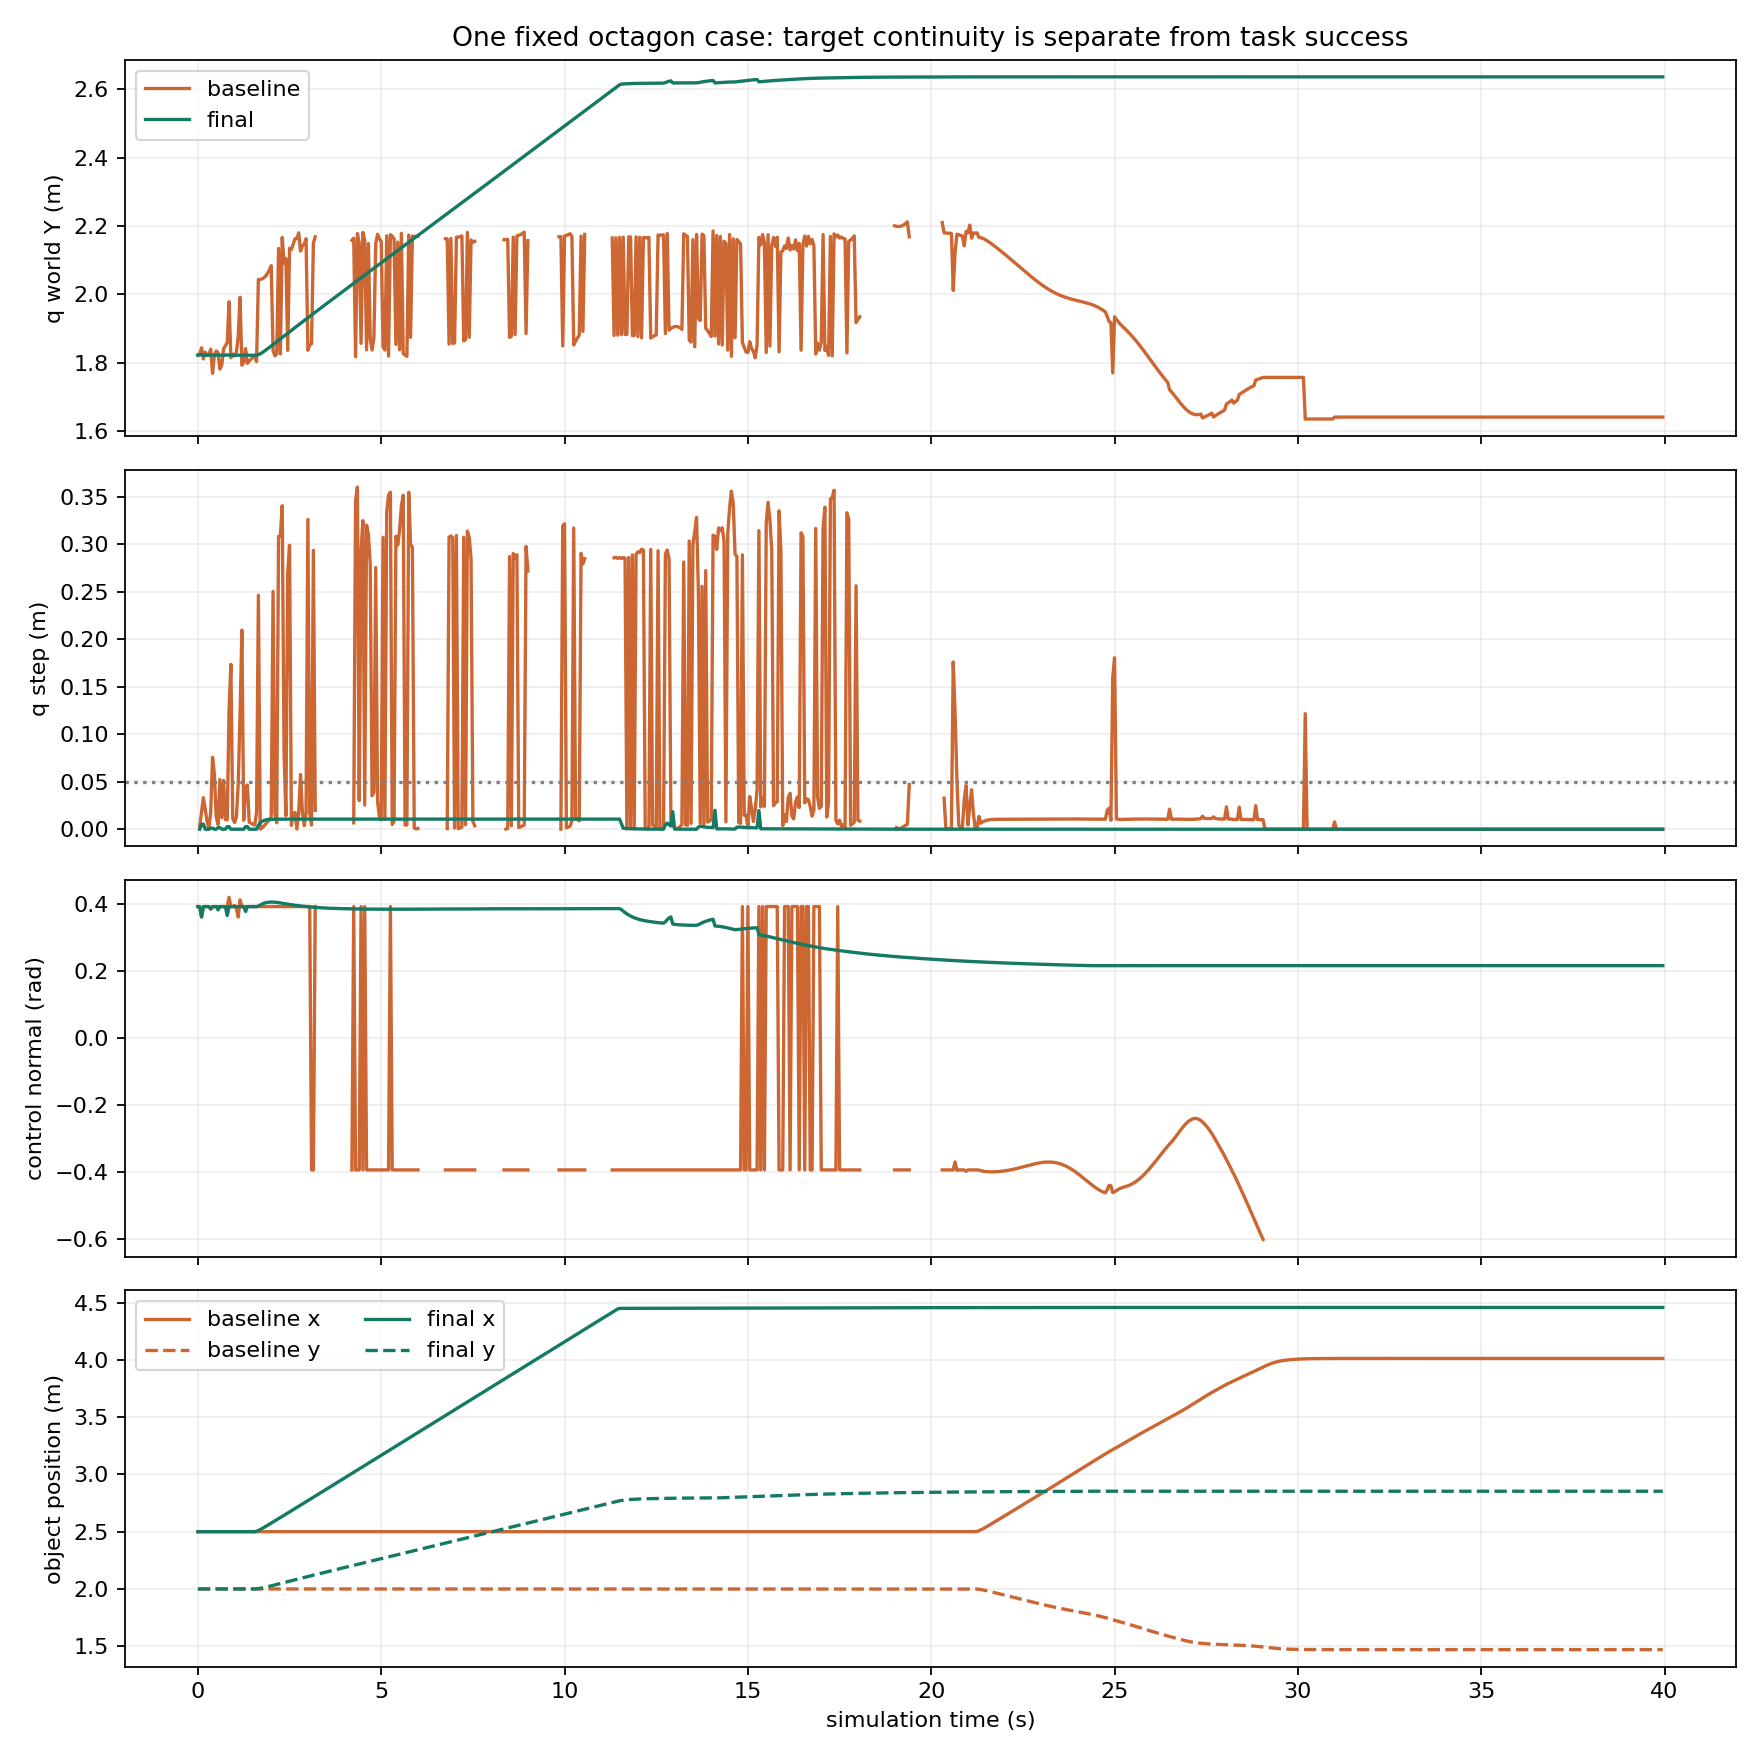 One fixed octagon case: target continuity is separate from task success
baseline
final
q world Y (m)
2.6
2.4
2.2
2.0
1.8
1.6
q step (m)
0.35
0.30
0.25
0.20
0.15
0.10
0.05
0.00
control normal (rad)
0.4
0.2
0.0
−0.2
−0.4
−0.6
baseline x
baseline y
final x
final y
object position (m)
4.5
4.0
3.5
3.0
2.5
2.0
1.5
0 5 10 15 20 25 30 35 40
simulation time (s)